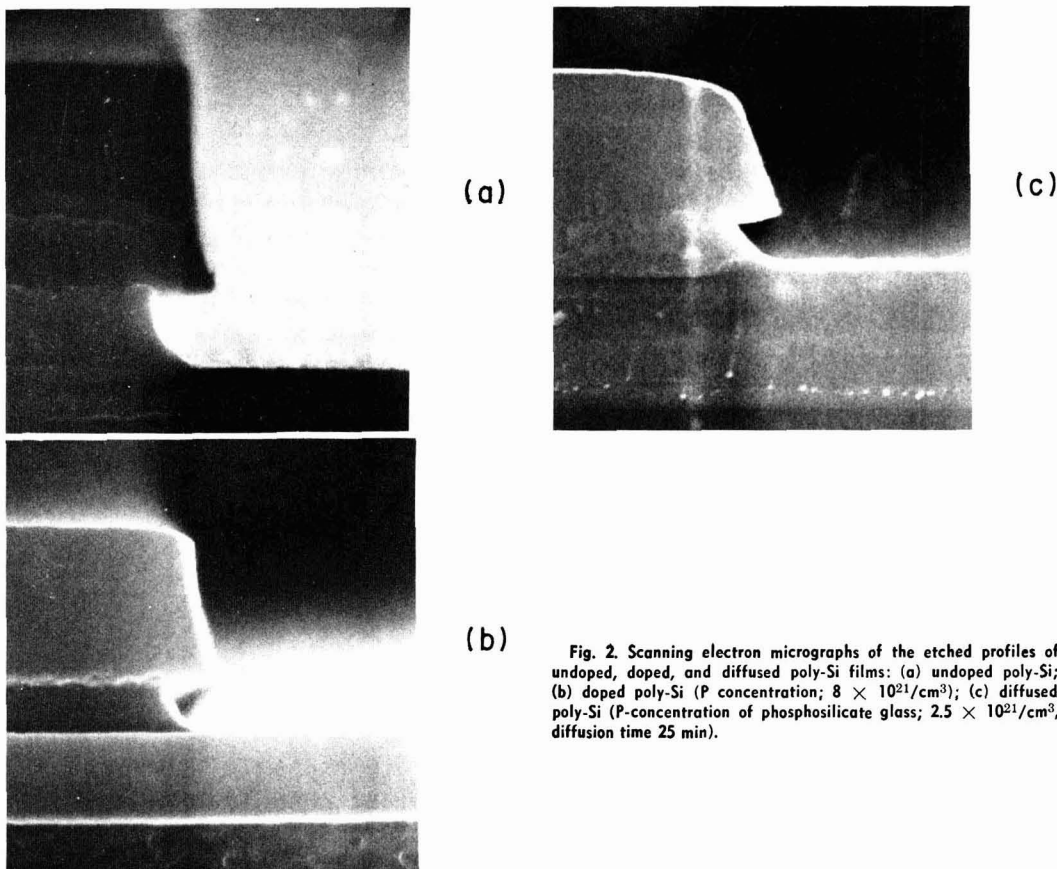 (a)
(c)
(b)
Fig. 2. Scanning electron micrographs of the etched profiles of
undoped, doped, and diffused poly-Si films: (a) undoped poly-Si;
(b) doped poly-Si (P concentration; 8 × 10²¹/cm³); (c) diffused
poly-Si (P-concentration of phosphosilicate glass; 2.5 × 10²¹/cm³,
diffusion time 25 min).